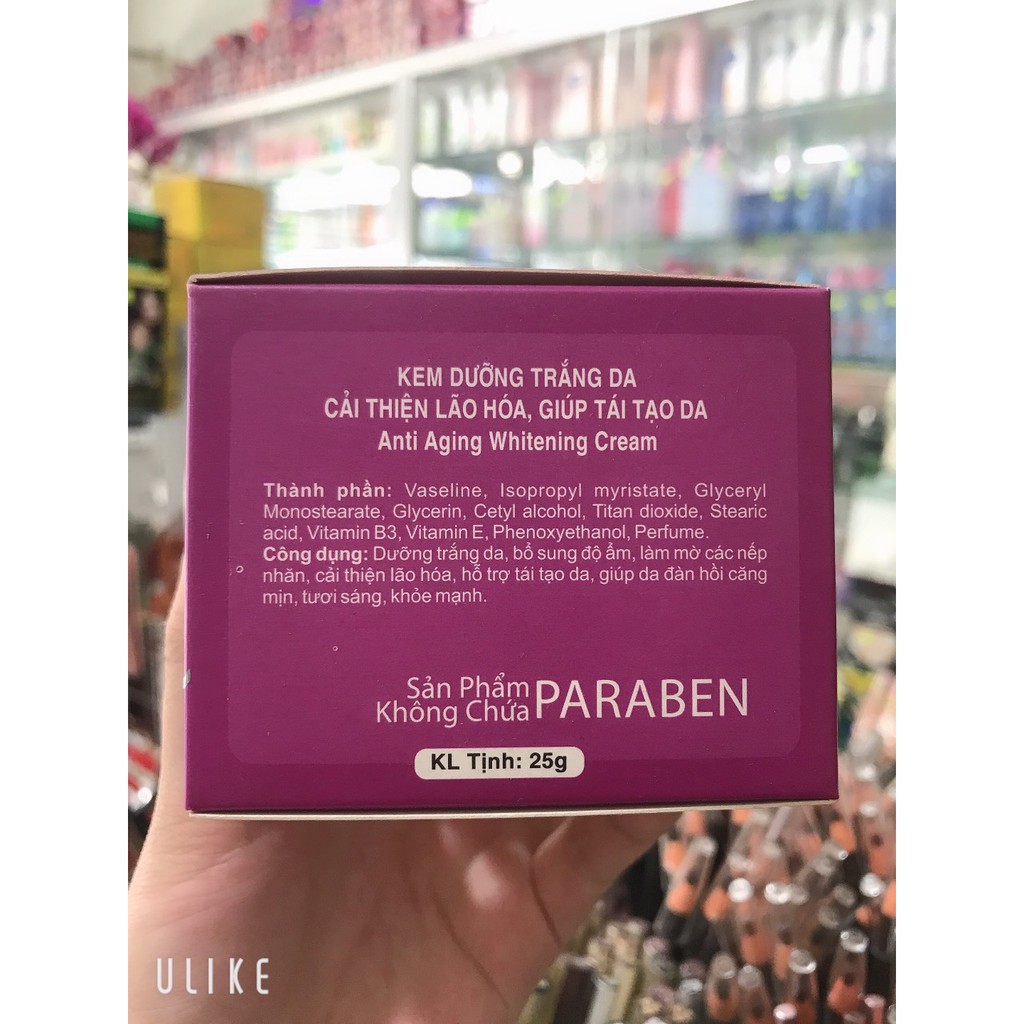 KEM DƯỠNG TRẮNG DA
CẢI THIỆN LÃO HÓA, GIÚP TÁI TẠO DA
Anti Aging Whitening Cream
Thành phần: Vaseline, Isopropyl myristate, Glyceryl
Monostearate, Glycerin, Cetyl alcohol, Titan dioxide, Stearic
acid, Vitamin B3, Vitamin E, Phenoxyethanol, Perfume.
Công dụng: Dưỡng trắng da, bổ sung độ ẩm, làm mờ các nếp
nhăn, cải thiện lão hóa, hỗ trợ tái tạo da, giúp da đàn hồi căng
mịn, tươi sáng, khỏe mạnh.
Sản Phẩm
Không Chứa PARABEN
KL Tịnh: 25g
ULIKE